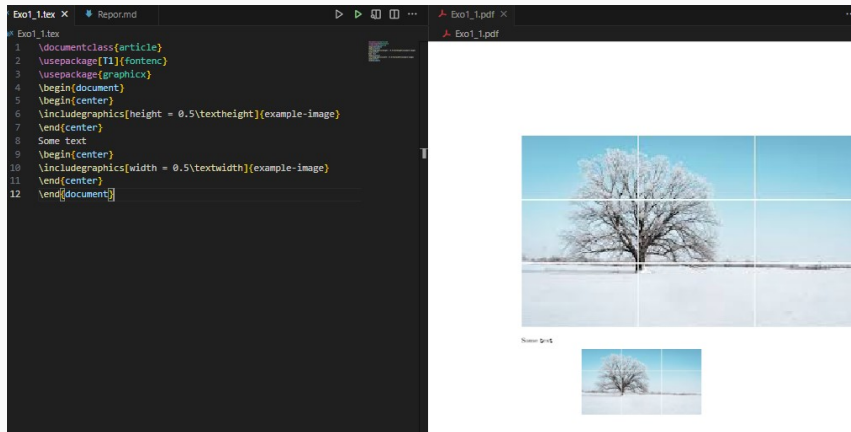 Exo1_1.tex
Repor.md
Exo1_1.pdf
Exo1_1.tex
Exo1_1.pdf
1 \documentclass{article}
2 \usepackage[T1]{fontenc}
3 \usepackage{graphicx}
4 \begin{document}
5 \begin{center}
6 \includegraphics[height = 0.5\textheight]{example-image}
7 \end{center}
8 Some text
9 \begin{center}
10 \includegraphics[width = 0.5\textwidth]{example-image}
11 \end{center}
12 \end{document}
Some text